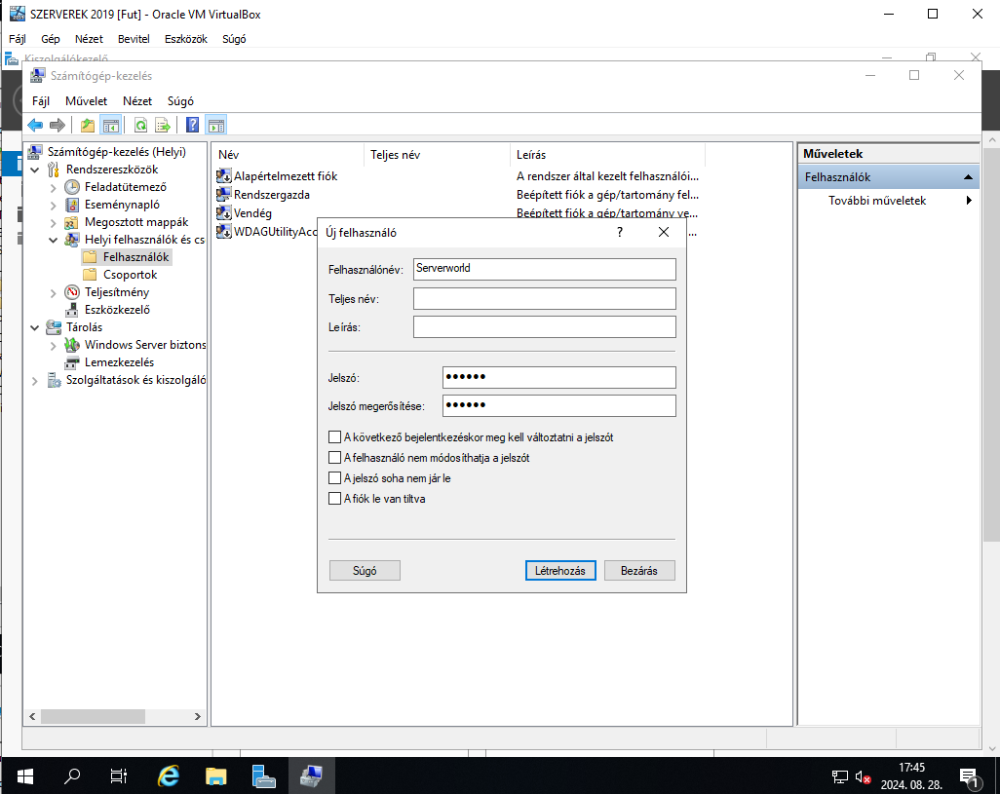 SZERVEREK 2019 [Fut] - Oracle VM VirtualBox
Fájl Gép Nézet Bevitel Eszközök Súgó
Kiszolgálókezelő
Számítógép-kezelés
Fájl Művelet Nézet Súgó
Számítógép-kezelés (Helyi)
Rendszereszközök
Feladatütemező
Eseménynapló
Megosztott mappák
Helyi felhasználók és cs
Felhasználók
Csoportok
Teljesítmény
Eszközkezelő
Tárolás
Windows Server biztons
Lemezkezelés
Szolgáltatások és kiszolgáló
Név Teljes név Leírás
Alapértelmezett fiók A rendszer által kezelt felhasználói...
Rendszergazda Beépített fiók a gép/tartomány fel...
Vendég Beépített fiók a gép/tartomány ve...
WDAGUtilityAcc ...
Új felhasználó ?
Felhasználónév: Serverworld
Teljes név:
Leírás:
Jelszó: ••••••
Jelszó megerősítése: ••••••
A következő bejelentkezéskor meg kell változtatni a jelszót
A felhasználó nem módosíthatja a jelszót
A jelszó soha nem jár le
A fiók le van tiltva
Súgó Létrehozás Bezárás
Műveletek
Felhasználók
További műveletek
17:45
2024. 08. 28.
1